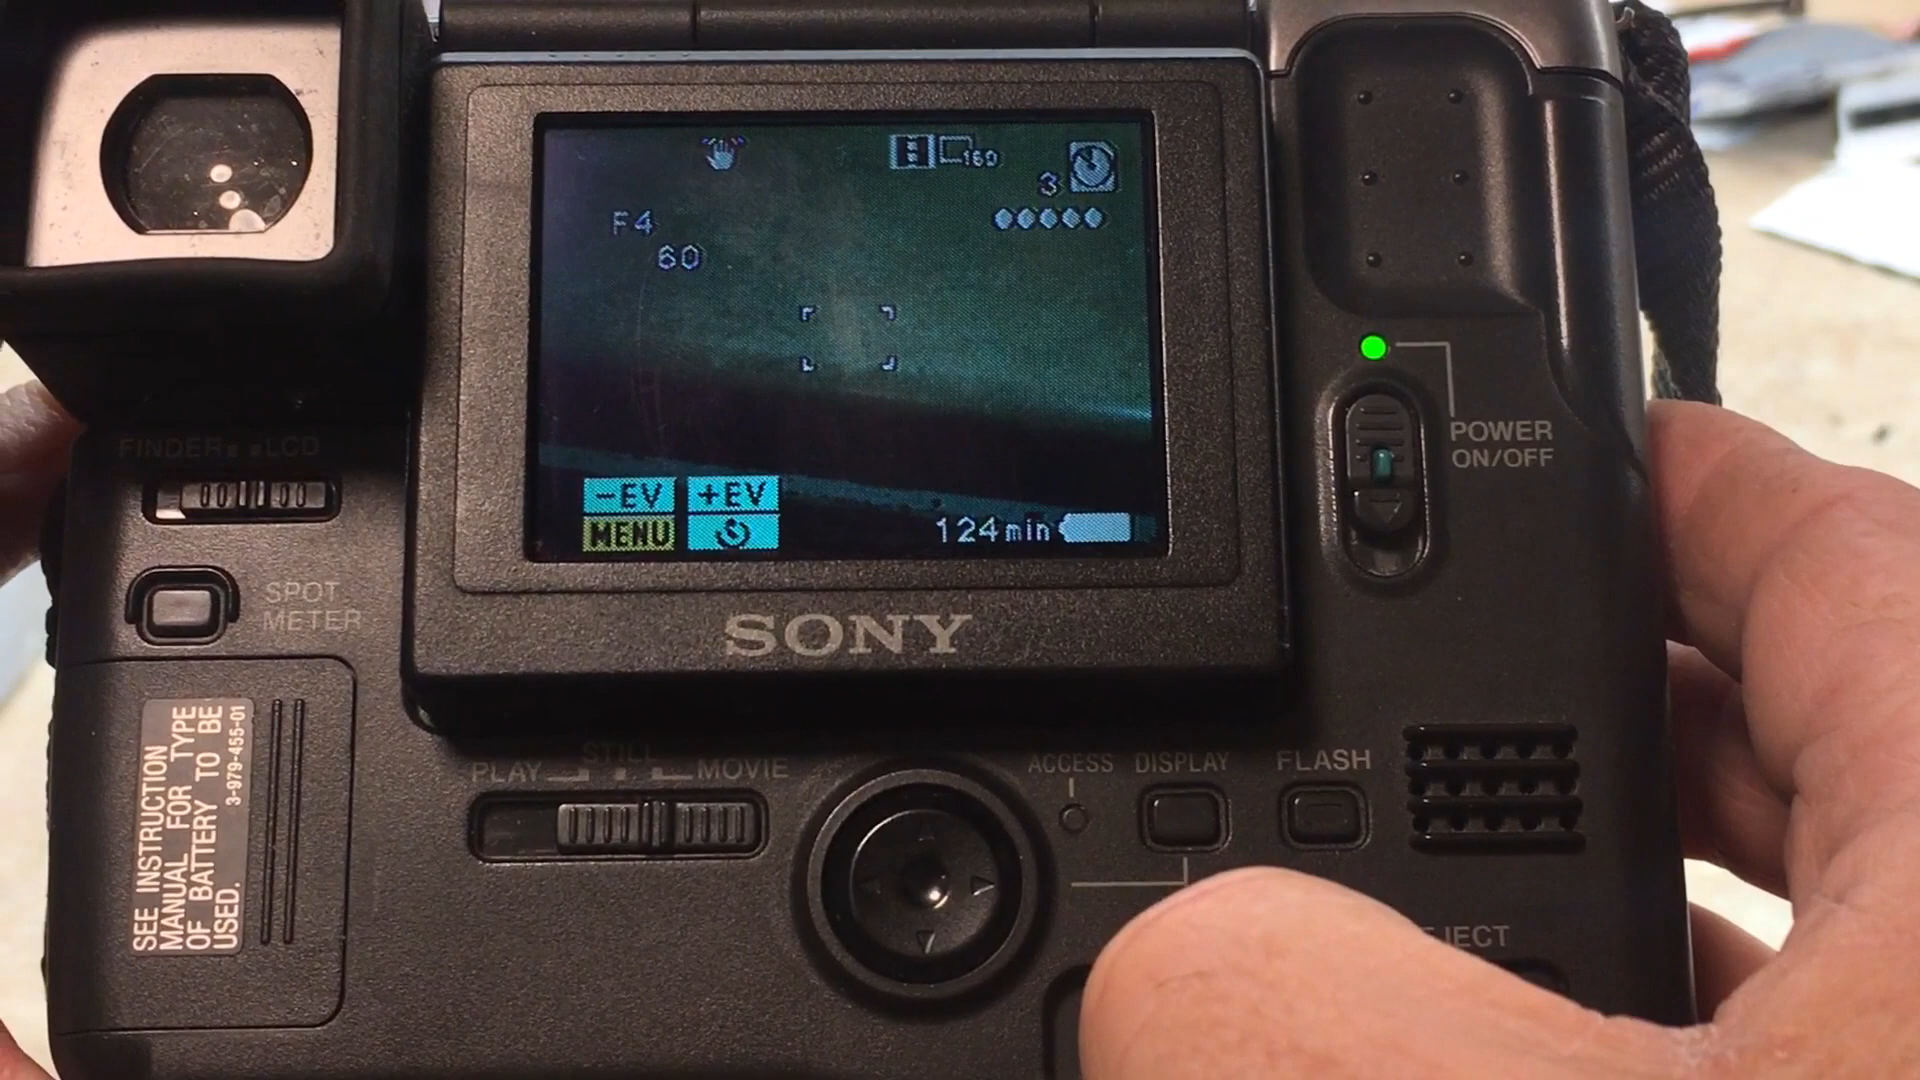 160
3
F4
60
-EV +EV
MENU
124min
SONY
FINDER LCD
SPOT
METER
POWER
ON/OFF
SEE INSTRUCTION
MANUAL FOR TYPE
OF BATTERY TO BE
USED.
3-979-455-01
PLAY STILL MOVIE
ACCESS DISPLAY FLASH
EJECT